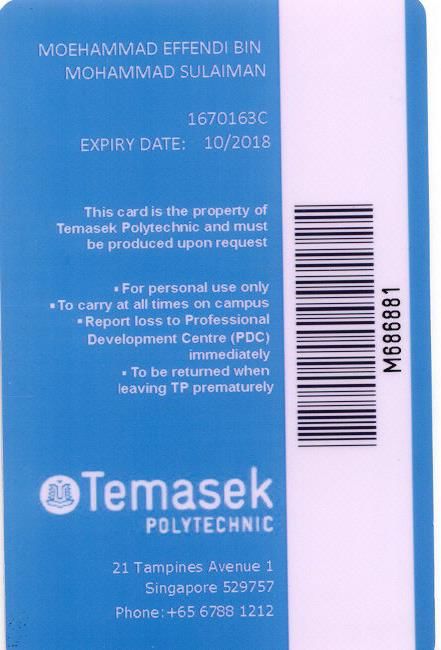 MOEHAMMAD EFFENDI BIN
MOHAMMAD SULAIMAN
1670163C
EXPIRY DATE: 10/2018
This card is the property of
Temasek Polytechnic and must
be produced upon request
▪ For personal use only
▪ To carry at all times on campus
▪ Report loss to Professional
Development Centre (PDC)
immediately
▪ To be returned when
leaving TP prematurely
M686881
Temasek
POLYTECHNIC
21 Tampines Avenue 1
Singapore 529757
Phone: +65 6788 1212